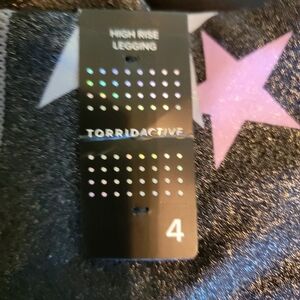 HIGH RISE
LEGGING
TORRIDACTIVE
4